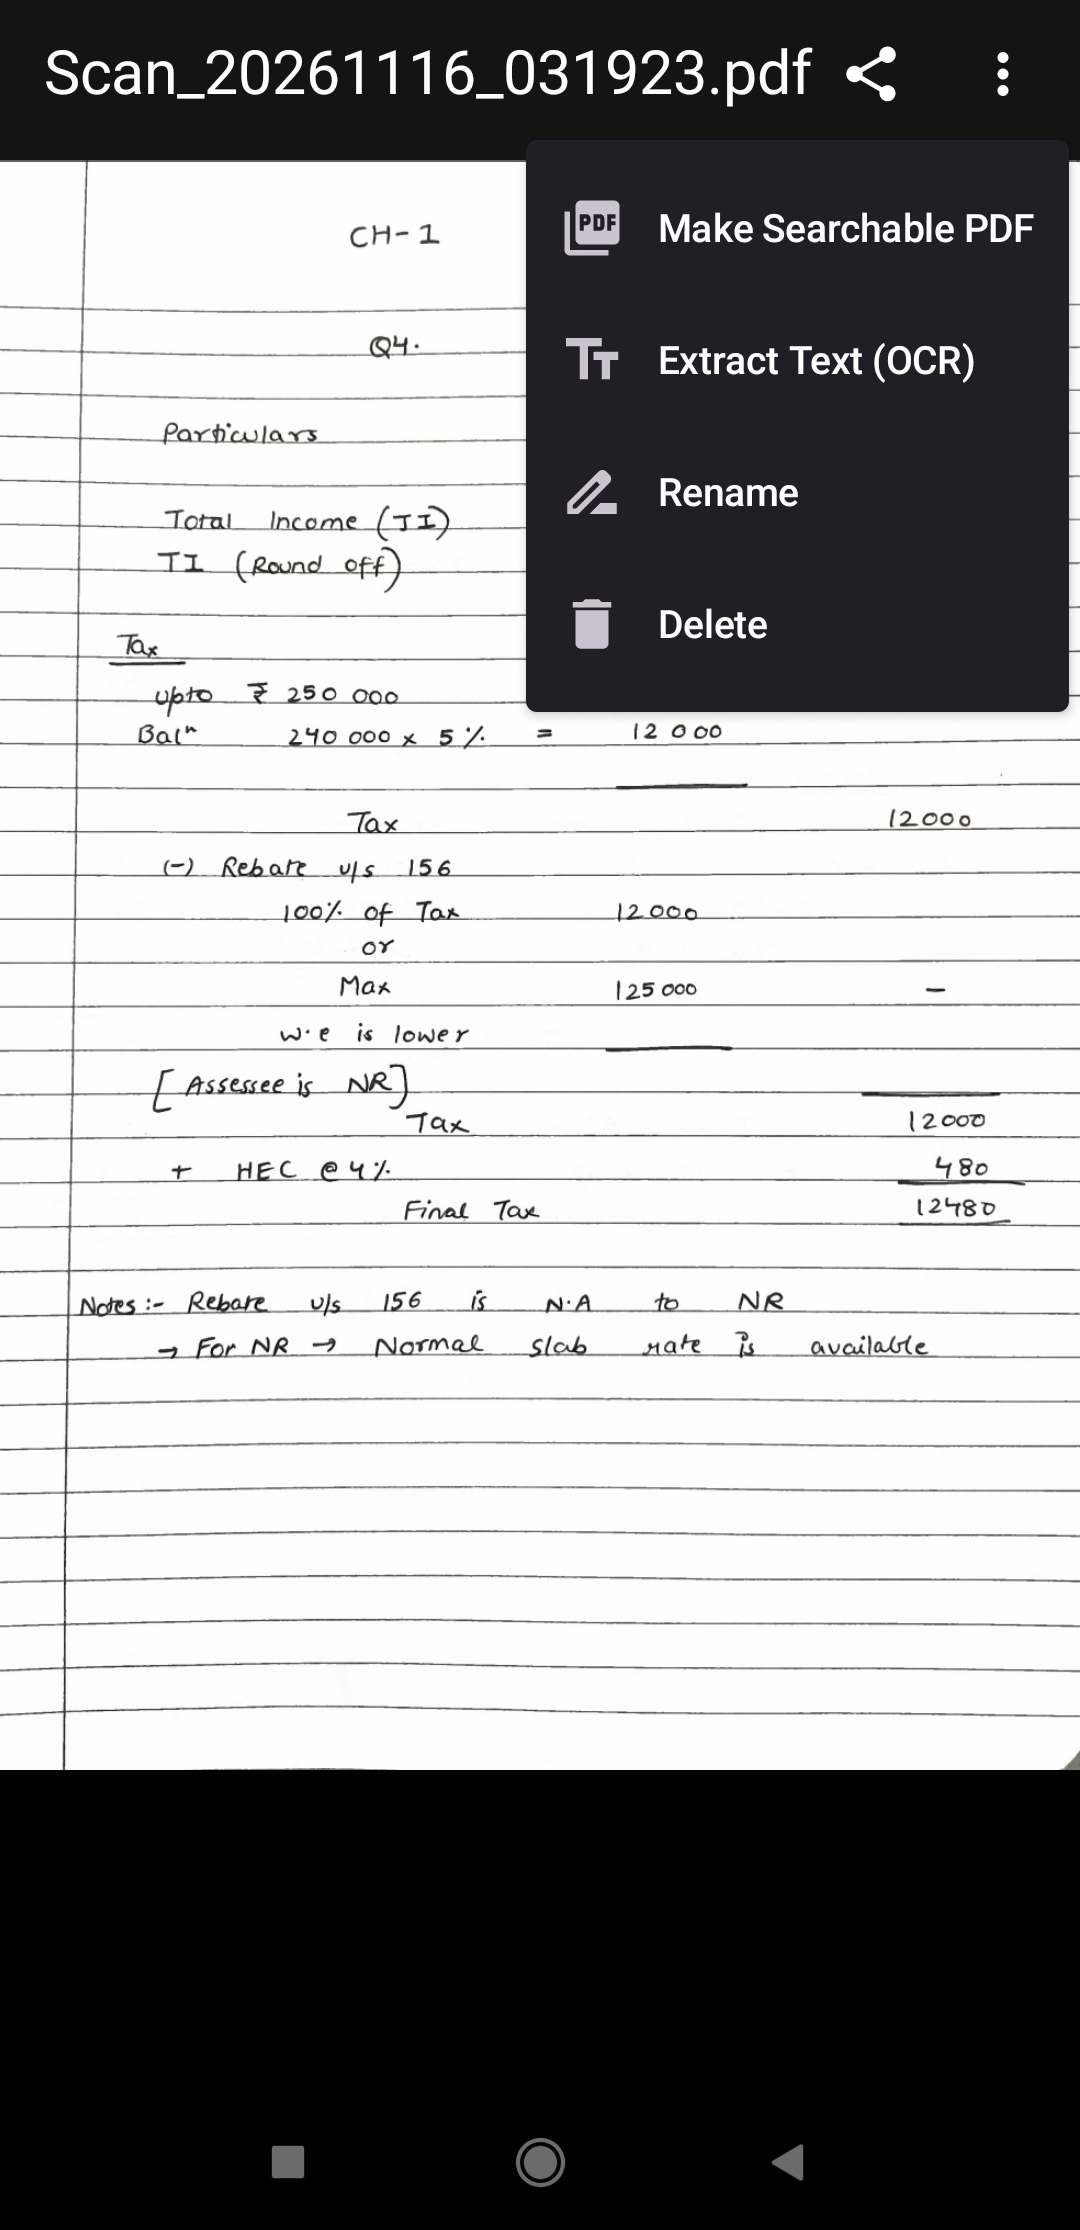 Scan_20261116_031923.pdf
Make Searchable PDF
Extract Text (OCR)
Rename
Delete
CH-1
Q4.
Particulars
Total Income (TI)
TI (Round off)
Tax
upto ₹ 250 000
Balⁿ 240 000 x 5% = 12 000
Tax 12000
(-) Rebate u/s 156
100% of Tax 12000
or
Max 125 000 -
w.e is lower
[Assessee is NR]
Tax 12000
+ HEC @ 4% 480
Final Tax 12480
Notes :- Rebate u/s 156 is N.A to NR
→ For NR → Normal slab rate is available